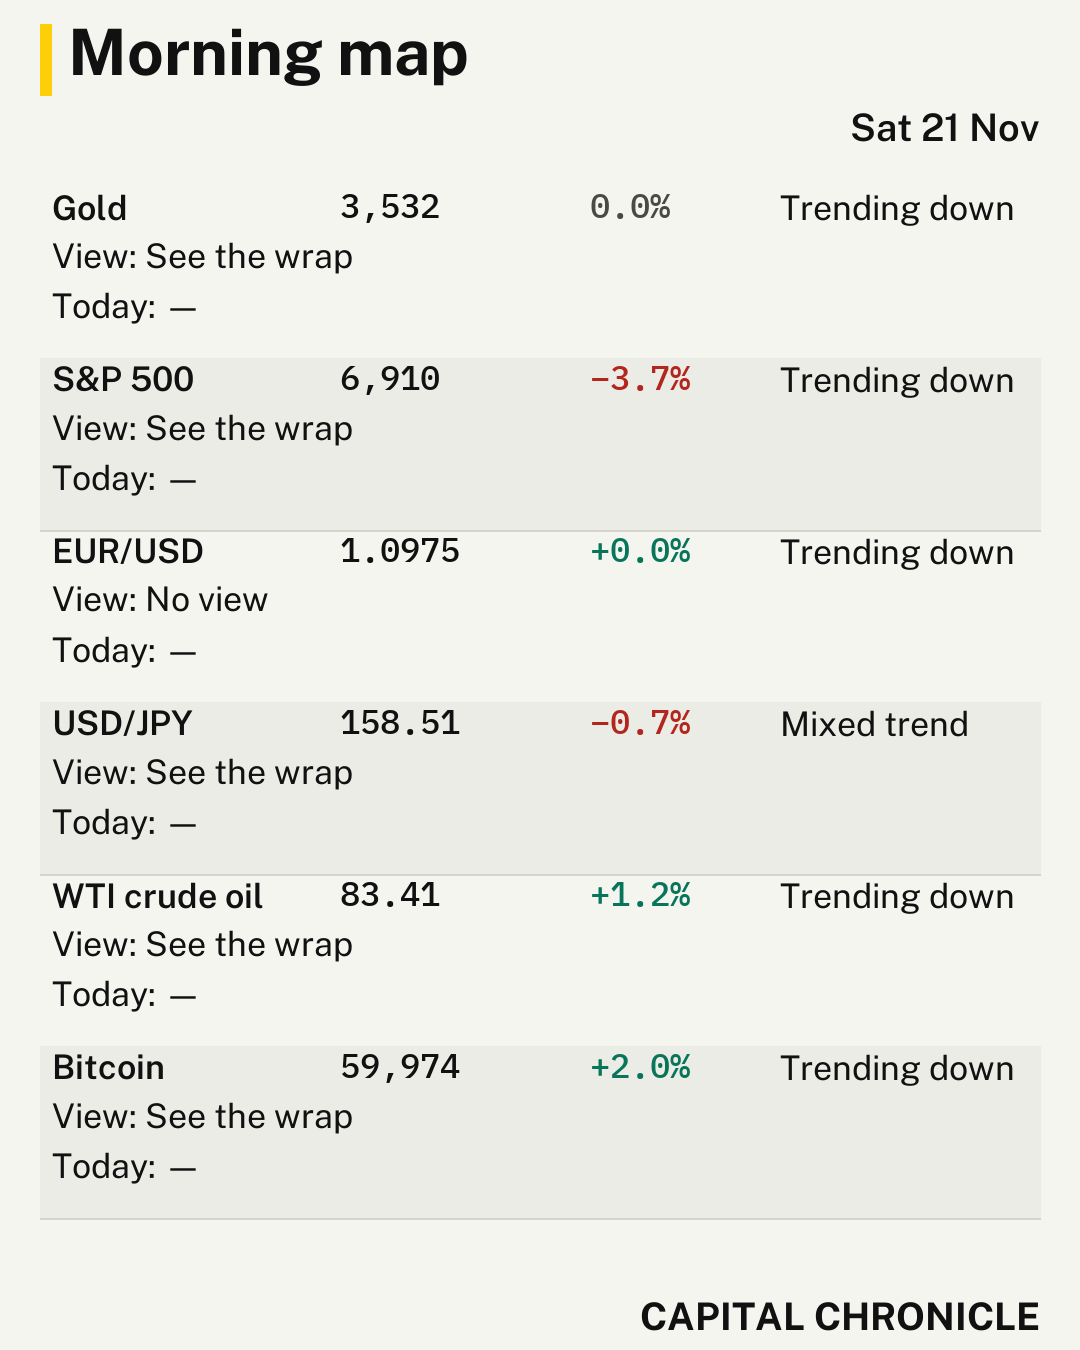 Morning map
Sat 21 Nov
Gold 3,532 0.0% Trending down
View: See the wrap
Today: —
S&P 500 6,910 −3.7% Trending down
View: See the wrap
Today: —
EUR/USD 1.0975 +0.0% Trending down
View: No view
Today: —
USD/JPY 158.51 −0.7% Mixed trend
View: See the wrap
Today: —
WTI crude oil 83.41 +1.2% Trending down
View: See the wrap
Today: —
Bitcoin 59,974 +2.0% Trending down
View: See the wrap
Today: —
CAPITAL CHRONICLE